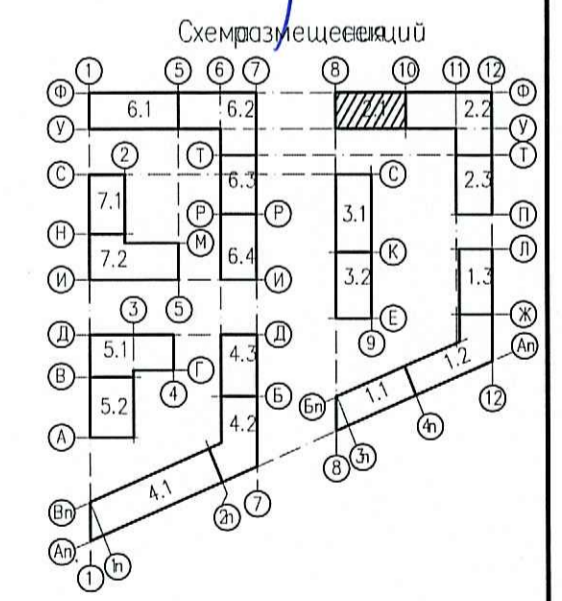 Схема размещения секций
1 5 6 7 8 10 11 12
Ф 6.1 6.2 2.1 2.2 Ф
У У
2 Т Т
С 7.1 6.3 С 2.3
Р Р 3.1 П
Н М К Л
7.2 6.4 3.2 1.3
И И
3 5 Е Ж
Д 5.1 Д 9
4.3 1.2 Ап
В Г
4 Б 1.1
5.2 Бп 12
А 4.2 3п 4п
8
4.1 7
Вп 2п
Ап 1п
1